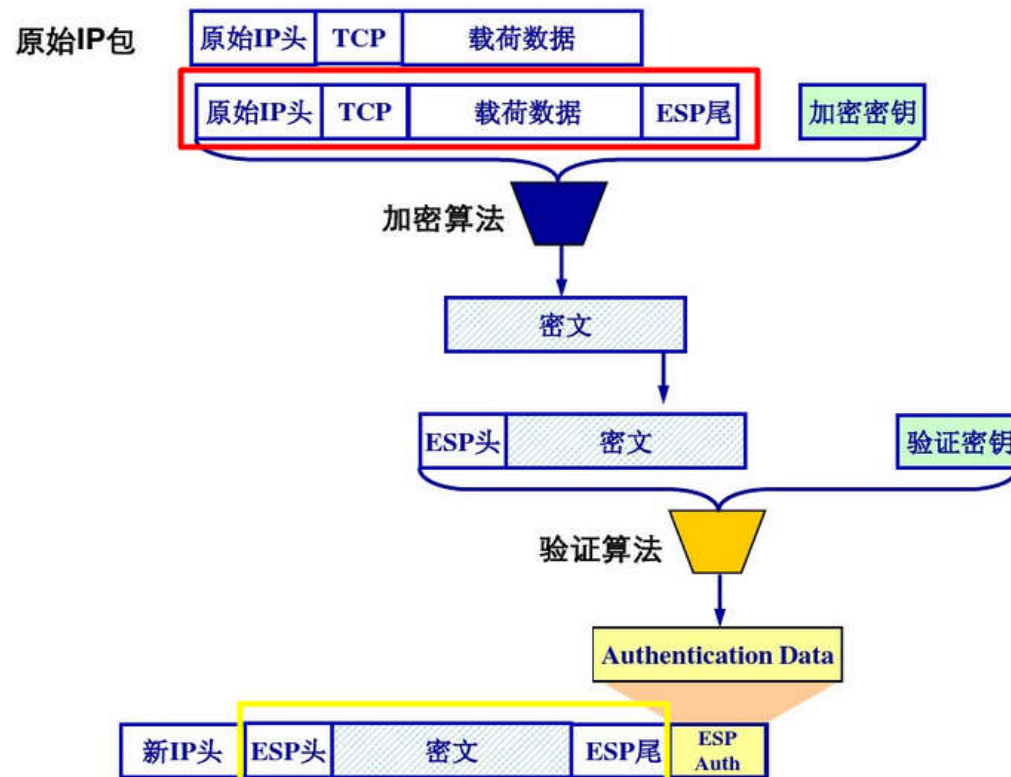 原始IP包 原始IP头 TCP 载荷数据
原始IP头 TCP 载荷数据 ESP尾 加密密钥
加密算法
密文
ESP头 密文 验证密钥
验证算法
Authentication Data
新IP头 ESP头 密文 ESP尾 ESP
Auth